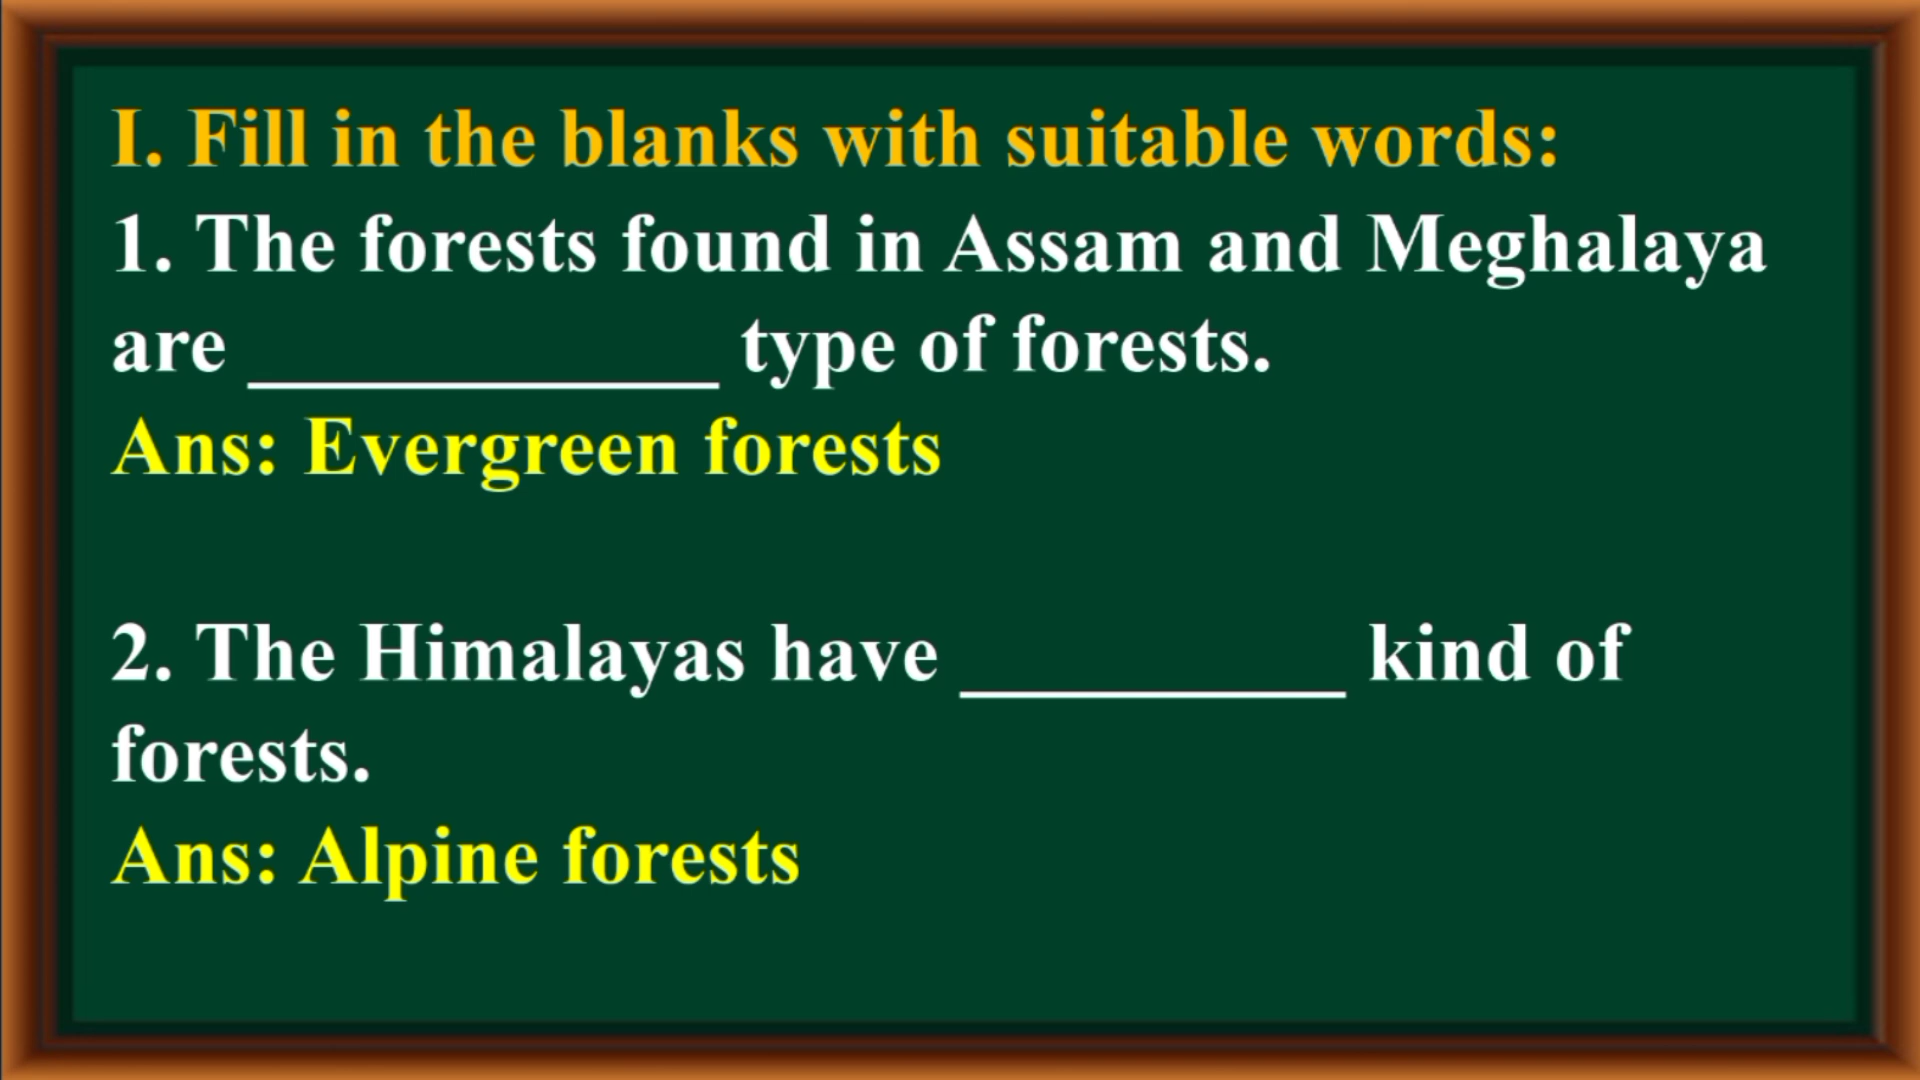 I. Fill in the blanks with suitable words:
1. The forests found in Assam and Meghalaya
are ____________ type of forests.
Ans: Evergreen forests
2. The Himalayas have __________ kind of
forests.
Ans: Alpine forests